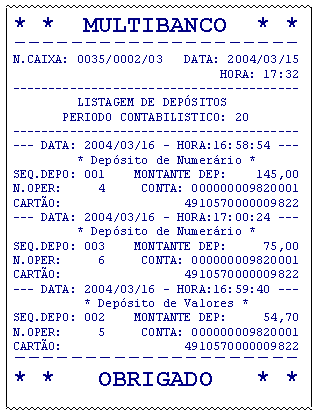 * * MULTIBANCO * *
N.CAIXA: 0035/0002/03 DATA: 2004/03/15
HORA: 17:32
LISTAGEM DE DEPÓSITOS
PERIODO CONTABILISTICO: 20
--- DATA: 2004/03/16 - HORA:16:58:54 ---
* Depósito de Numerário *
SEQ.DEPO: 001 MONTANTE DEP: 145,00
N.OPER: 4 CONTA: 000000009820001
CARTÃO: 4910570000009822
--- DATA: 2004/03/16 - HORA:17:00:24 ---
* Depósito de Numerário *
SEQ.DEPO: 003 MONTANTE DEP: 75,00
N.OPER: 6 CONTA: 000000009820001
CARTÃO: 4910570000009822
--- DATA: 2004/03/16 - HORA:16:59:40 ---
* Depósito de Valores *
SEQ.DEPO: 002 MONTANTE DEP: 54,70
N.OPER: 5 CONTA: 000000009820001
CARTÃO: 4910570000009822
* * OBRIGADO * *